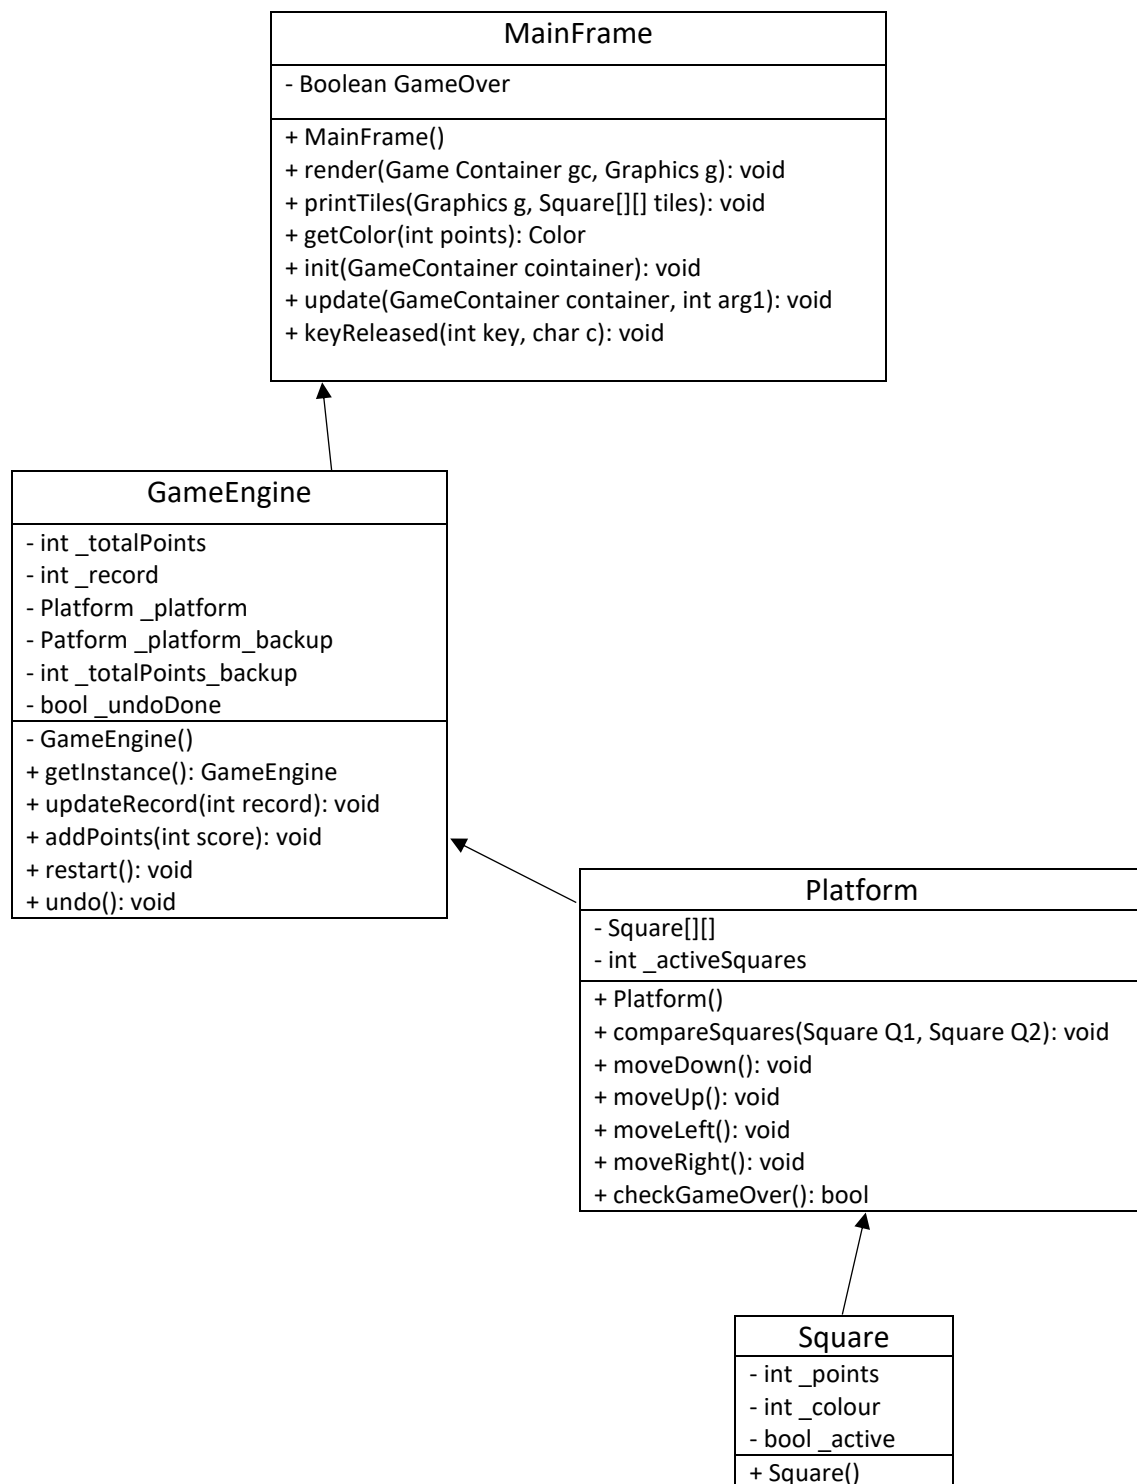 MainFrame
- Boolean GameOver
+ MainFrame()
+ render(Game Container gc, Graphics g): void
+ printTiles(Graphics g, Square[][] tiles): void
+ getColor(int points): Color
+ init(GameContainer cointainer): void
+ update(GameContainer container, int arg1): void
+ keyReleased(int key, char c): void
GameEngine
- int _totalPoints
- int _record
- Platform _platform
- Patform _platform_backup
- int _totalPoints_backup
- bool _undoDone
- GameEngine()
+ getInstance(): GameEngine
+ updateRecord(int record): void
+ addPoints(int score): void
+ restart(): void
+ undo(): void
Platform
- Square[][]
- int _activeSquares
+ Platform()
+ compareSquares(Square Q1, Square Q2): void
+ moveDown(): void
+ moveUp(): void
+ moveLeft(): void
+ moveRight(): void
+ checkGameOver(): bool
Square
- int _points
- int _colour
- bool _active
+ Square()